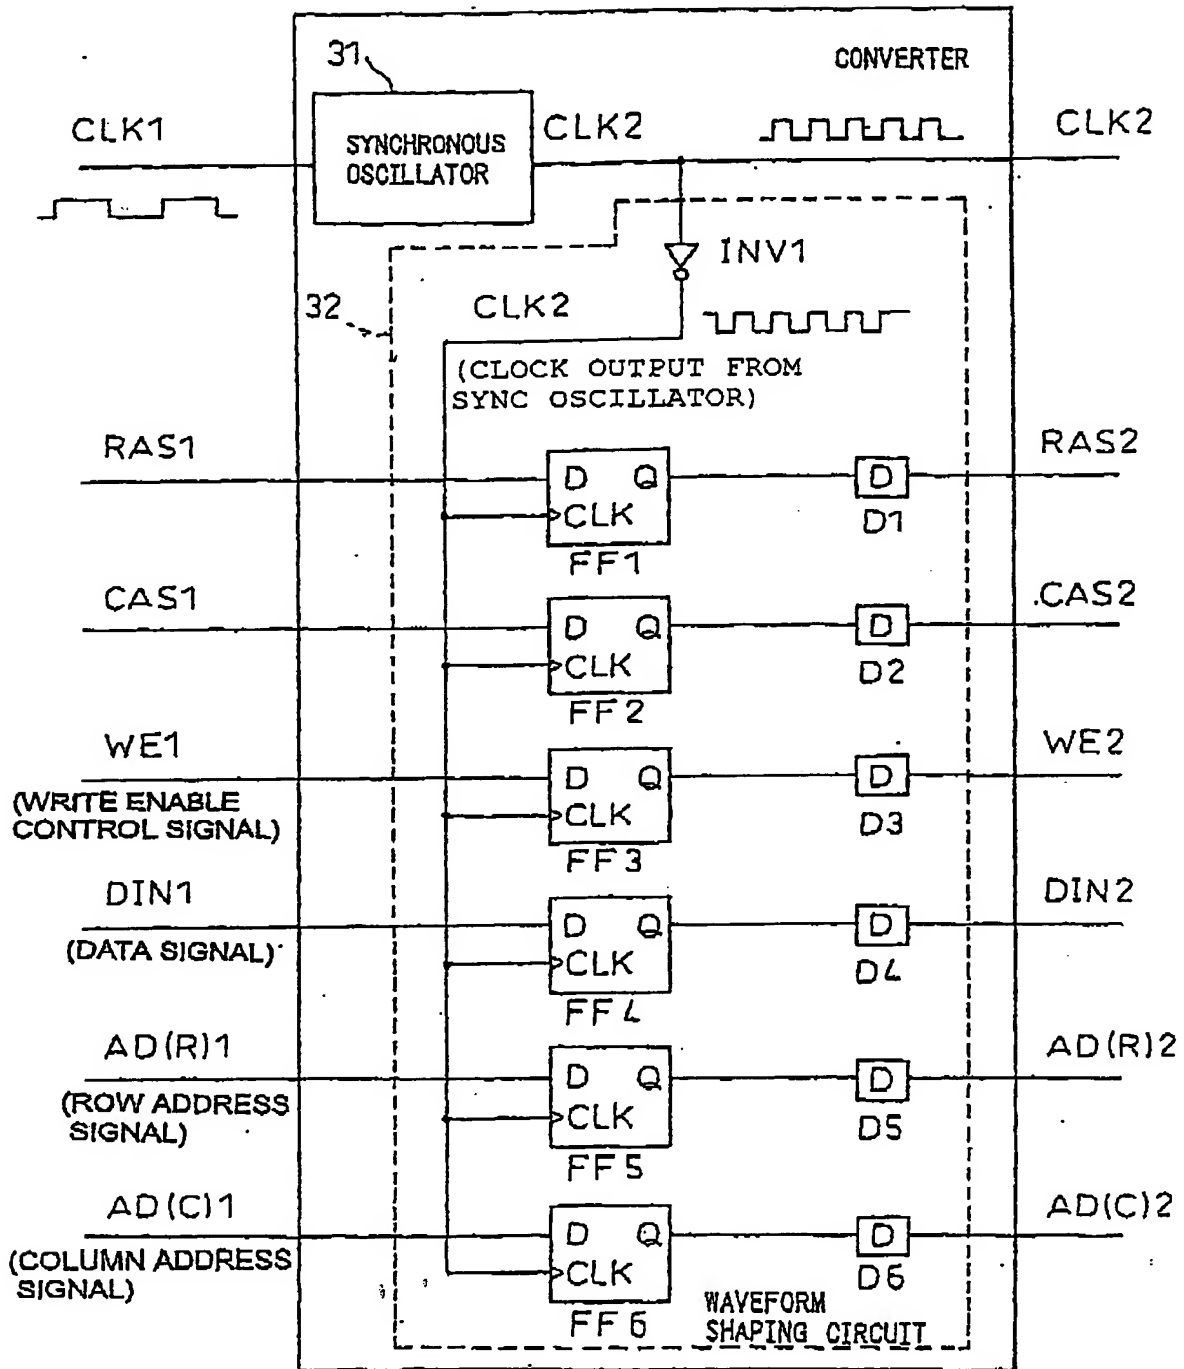 31
CONVERTER
CLK1
SYNCHRONOUS
OSCILLATOR
CLK2
CLK2
INV1
32
CLK2
(CLOCK OUTPUT FROM
SYNC OSCILLATOR)
RAS1
D Q
CLK
FF1
D
D1
RAS2
CAS1
D Q
CLK
FF2
D
D2
CAS2
WE1
(WRITE ENABLE
CONTROL SIGNAL)
D Q
CLK
FF3
D
D3
WE2
DIN1
(DATA SIGNAL)
D Q
CLK
FF4
D
D4
DIN2
AD(R)1
(ROW ADDRESS
SIGNAL)
D Q
CLK
FF5
D
D5
AD(R)2
AD(C)1
(COLUMN ADDRESS
SIGNAL)
D Q
CLK
FF6
D
D6
AD(C)2
WAVEFORM
SHAPING CIRCUIT